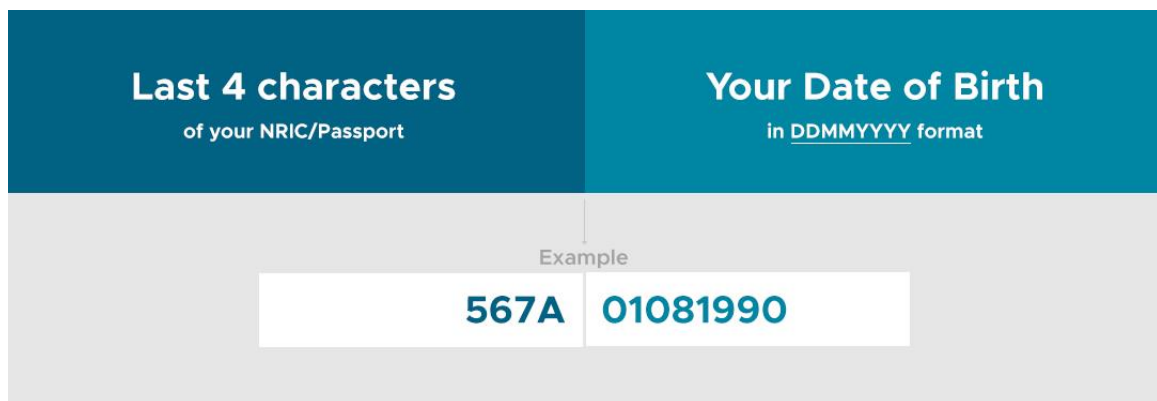 Last 4 characters
of your NRIC/Passport
Your Date of Birth
in DDMMYYYY format
Example
567A 01081990